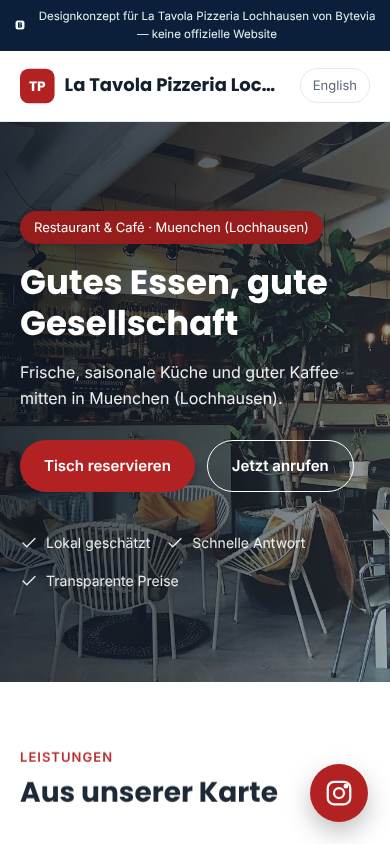 Designkonzept für La Tavola Pizzeria Lochhausen von Bytevia
— keine offizielle Website
TP
La Tavola Pizzeria Loc...
English
Restaurant & Café · Muenchen (Lochhausen)
Gutes Essen, gute
Gesellschaft
Frische, saisonale Küche und guter Kaffee
mitten in Muenchen (Lochhausen).
Tisch reservieren
Jetzt anrufen
Lokal geschätzt
Schnelle Antwort
Transparente Preise
LEISTUNGEN
Aus unserer Karte